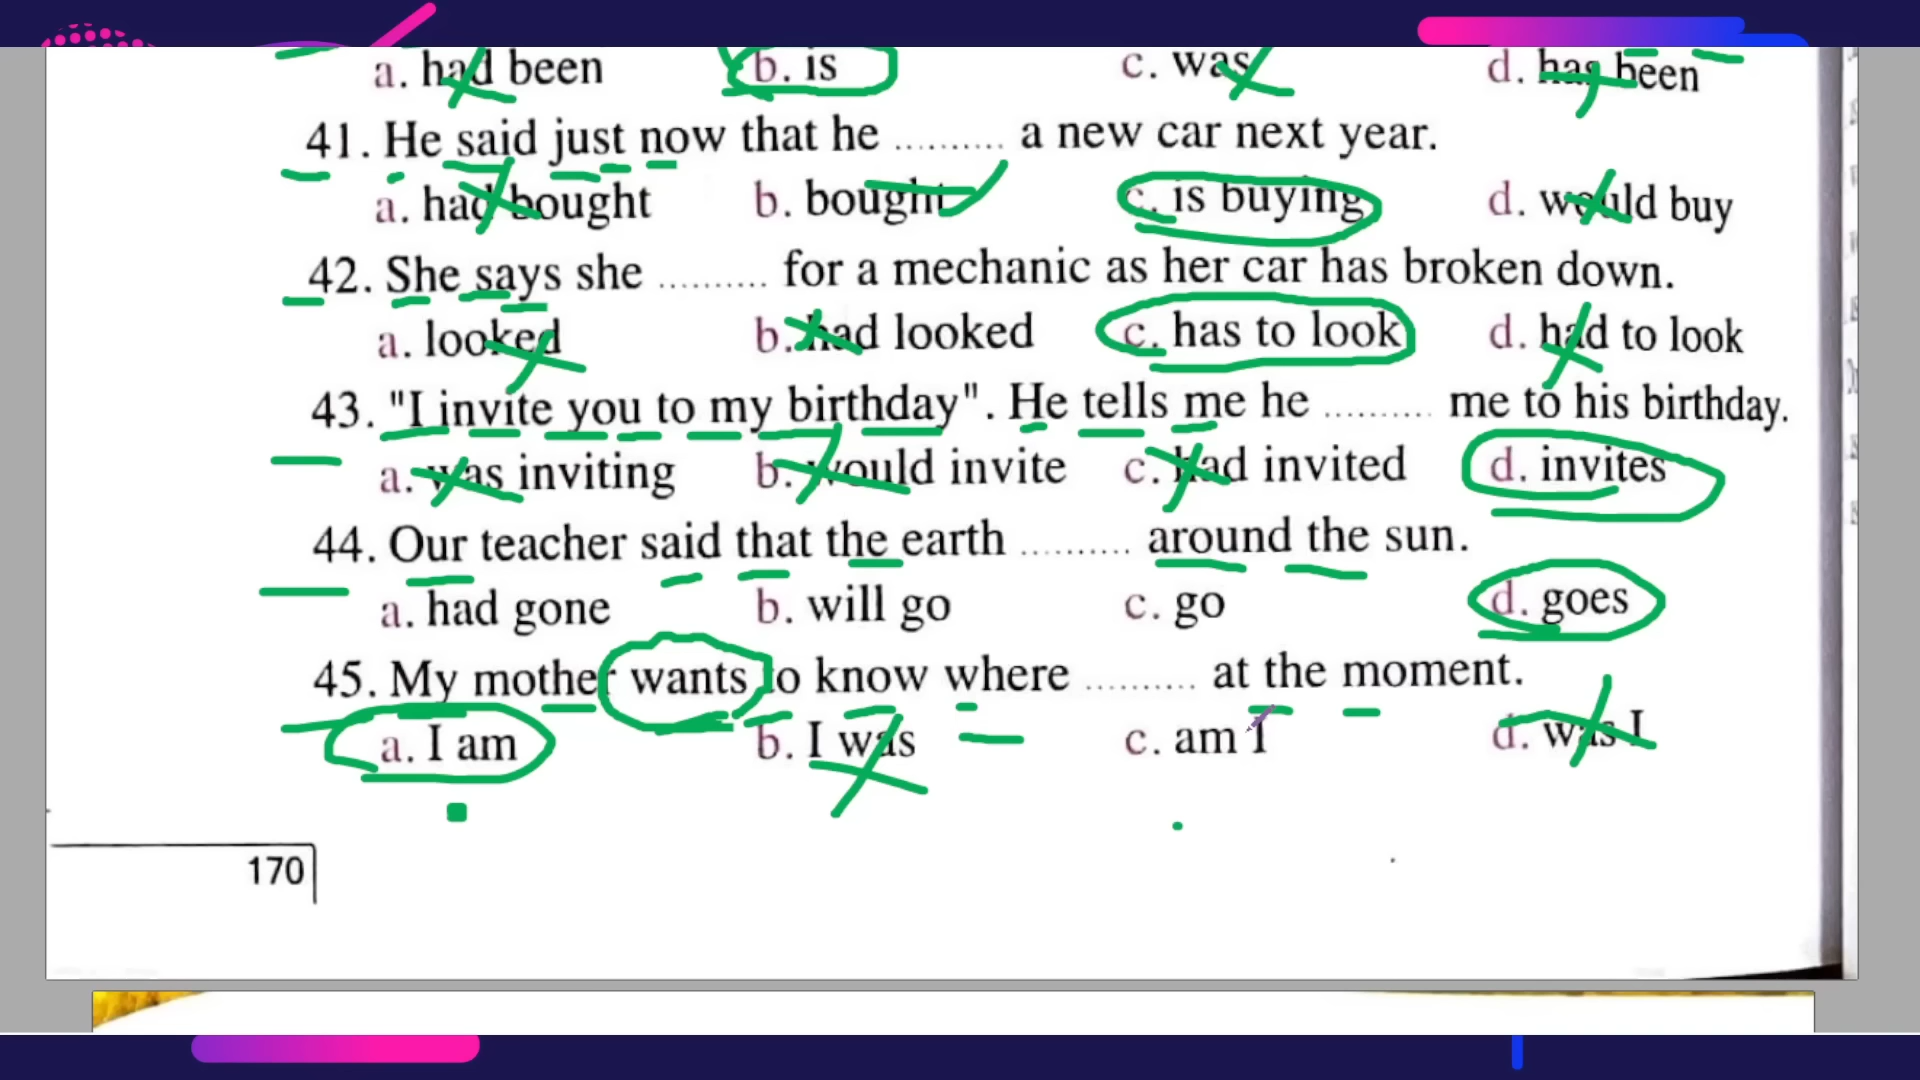 a. had been b. is c. was d. has been
41. He said just now that he .......... a new car next year.
a. had bought b. bought c. is buying d. would buy
42. She says she .......... for a mechanic as her car has broken down.
a. looked b. had looked c. has to look d. had to look
43. "I invite you to my birthday". He tells me he .......... me to his birthday.
a. was inviting b. would invite c. had invited d. invites
44. Our teacher said that the earth .......... around the sun.
a. had gone b. will go c. go d. goes
45. My mother wants to know where .......... at the moment.
a. I am b. I was c. am I d. was I
170